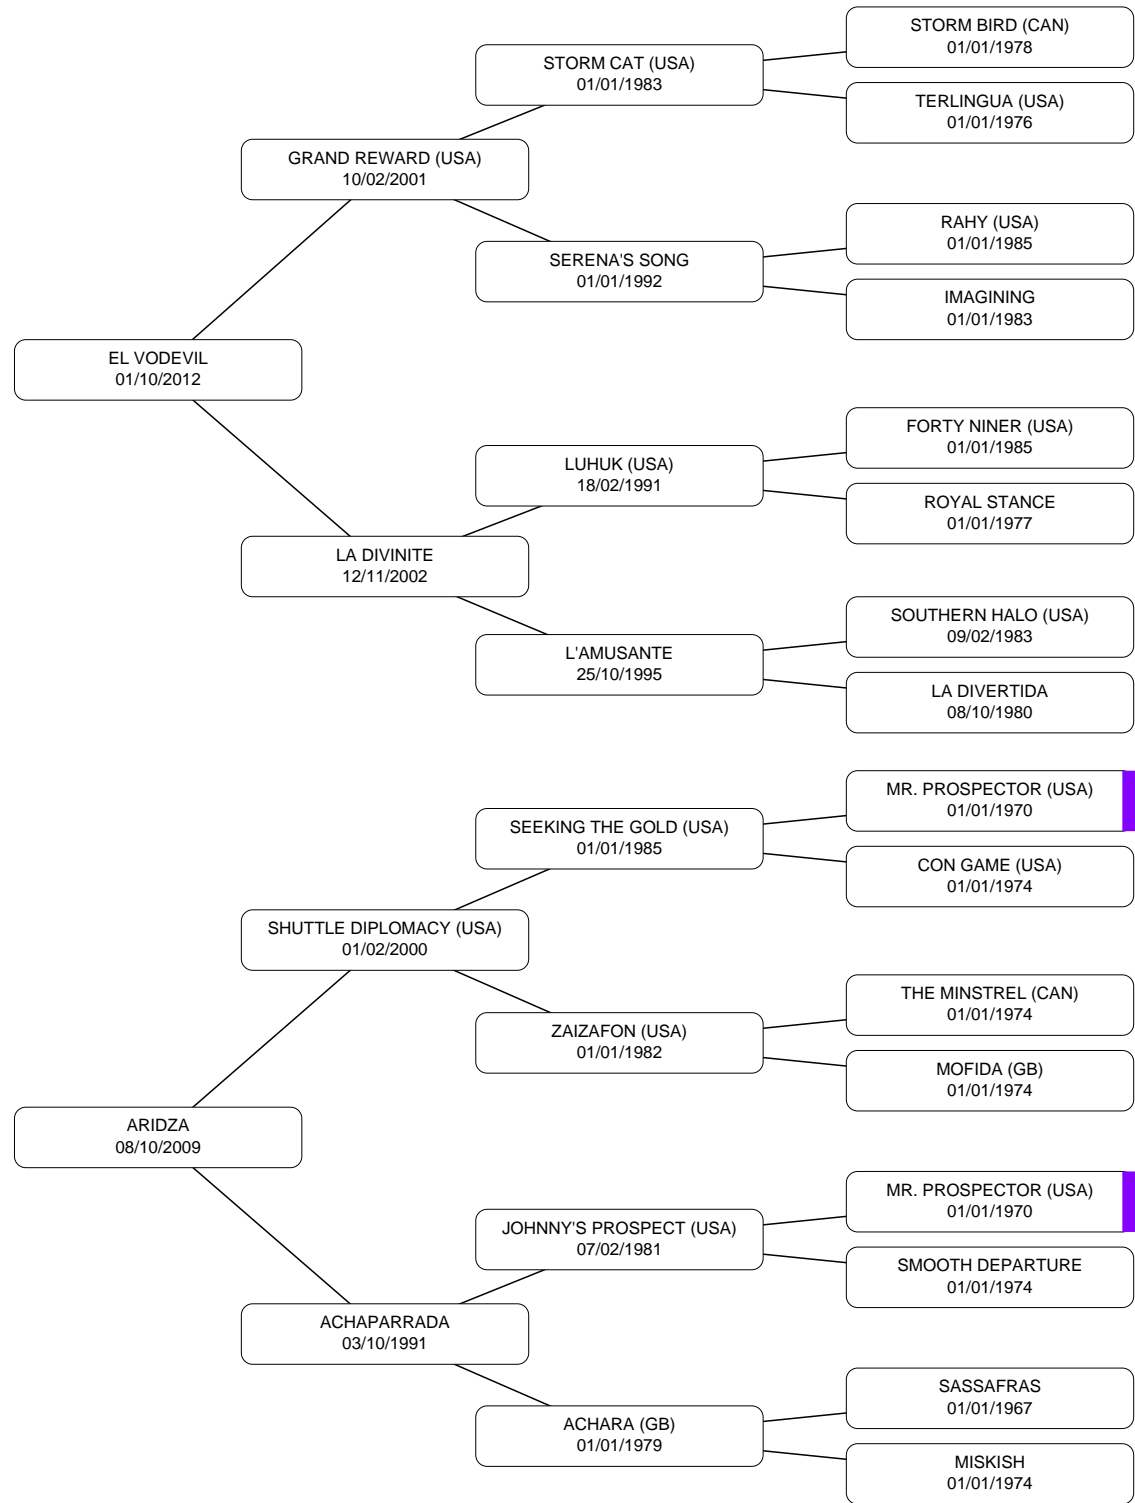 STORM BIRD (CAN)
01/01/1978
STORM CAT (USA)
01/01/1983
TERLINGUA (USA)
01/01/1976
GRAND REWARD (USA)
10/02/2001
RAHY (USA)
01/01/1985
SERENA'S SONG
01/01/1992
IMAGINING
01/01/1983
EL VODEVIL
01/10/2012
FORTY NINER (USA)
01/01/1985
LUHUK (USA)
18/02/1991
ROYAL STANCE
01/01/1977
LA DIVINITE
12/11/2002
SOUTHERN HALO (USA)
09/02/1983
L'AMUSANTE
25/10/1995
LA DIVERTIDA
08/10/1980
MR. PROSPECTOR (USA)
01/01/1970
SEEKING THE GOLD (USA)
01/01/1985
CON GAME (USA)
01/01/1974
SHUTTLE DIPLOMACY (USA)
01/02/2000
THE MINSTREL (CAN)
01/01/1974
ZAIZAFON (USA)
01/01/1982
MOFIDA (GB)
01/01/1974
ARIDZA
08/10/2009
MR. PROSPECTOR (USA)
01/01/1970
JOHNNY'S PROSPECT (USA)
07/02/1981
SMOOTH DEPARTURE
01/01/1974
ACHAPARRADA
03/10/1991
SASSAFRAS
01/01/1967
ACHARA (GB)
01/01/1979
MISKISH
01/01/1974